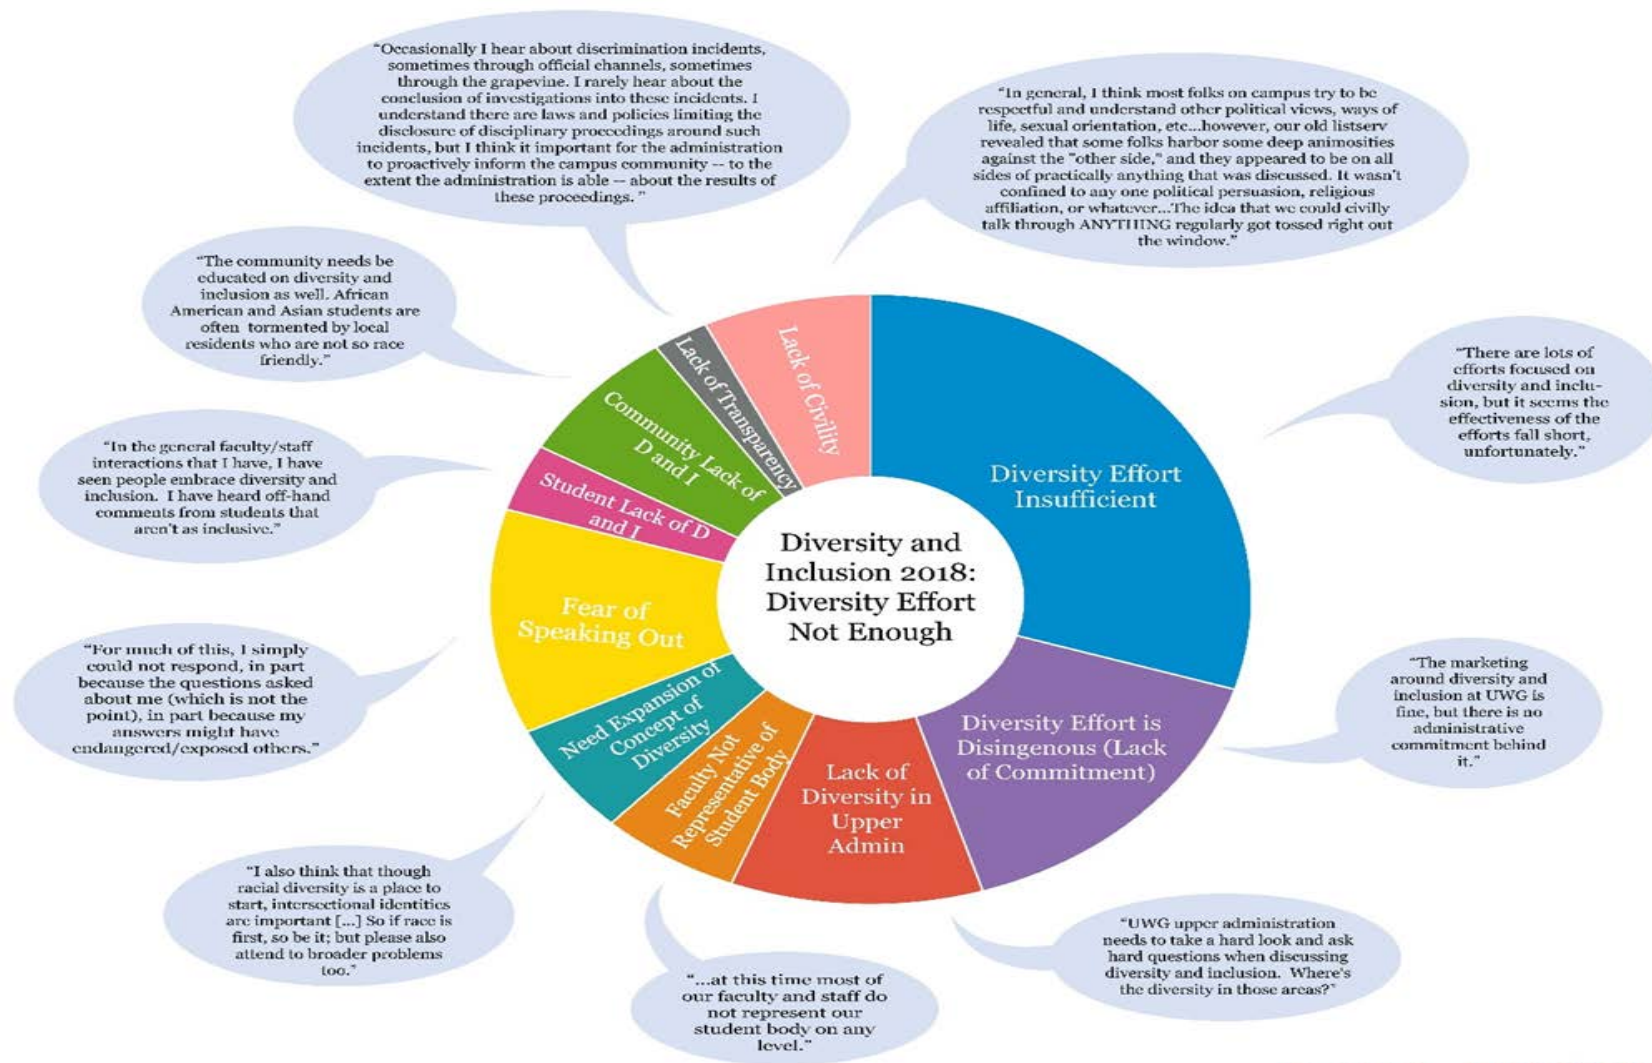 "Occasionally I hear about discrimination incidents,
sometimes through official channels, sometimes
through the grapevine. I rarely hear about the
conclusion of investigations into these incidents. I
understand there are laws and policies limiting the
disclosure of disciplinary proceedings around such
incidents, but I think it important for the administration
to proactively inform the campus community -- to the
extent the administration is able -- about the results of
these proceedings. "
"In general, I think most folks on campus try to be
respectful and understand other political views, ways of
life, sexual orientation, etc...however, our old listserv
revealed that some folks harbor some deep animosities
against the "other side," and they appeared to be on all
sides of practically anything that was discussed. It wasn't
confined to any one political persuasion, religious
affiliation, or whatever...The idea that we could civilly
talk through ANYTHING regularly got tossed right out
the window."
"The community needs be
educated on diversity and
inclusion as well. African
American and Asian students are
often tormented by local
residents who are not so race
friendly."
"There are lots of
efforts focused on
diversity and inclu-
sion, but it seems the
effectiveness of the
efforts fall short,
unfortunately."
"In the general faculty/staff
interactions that I have, I have
seen people embrace diversity and
inclusion. I have heard off-hand
comments from students that
aren't as inclusive."
"For much of this, I simply
could not respond, in part
because the questions asked
about me (which is not the
point), in part because my
answers might have
endangered/exposed others."
"The marketing
around diversity and
inclusion at UWG is
fine, but there is no
administrative
commitment behind
it."
"I also think that though
racial diversity is a place to
start, intersectional identities
are important [...] So if race is
first, so be it; but please also
attend to broader problems
too."
"...at this time most of
our faculty and staff do
not represent our
student body on any
level."
"UWG upper administration
needs to take a hard look and ask
hard questions when discussing
diversity and inclusion. Where's
the diversity in those areas?"
Diversity and
Inclusion 2018:
Diversity Effort
Not Enough
Diversity Effort
Insufficient
Diversity Effort is
Disingenous (Lack
of Commitment)
Lack of
Diversity in
Upper
Admin
Faculty Not
Representative of
Student Body
Need Expansion of
Concept of
Diversity
Fear of
Speaking Out
Student Lack of D
and I
Community Lack of
D and I
Lack of Transparency
Lack of Civility